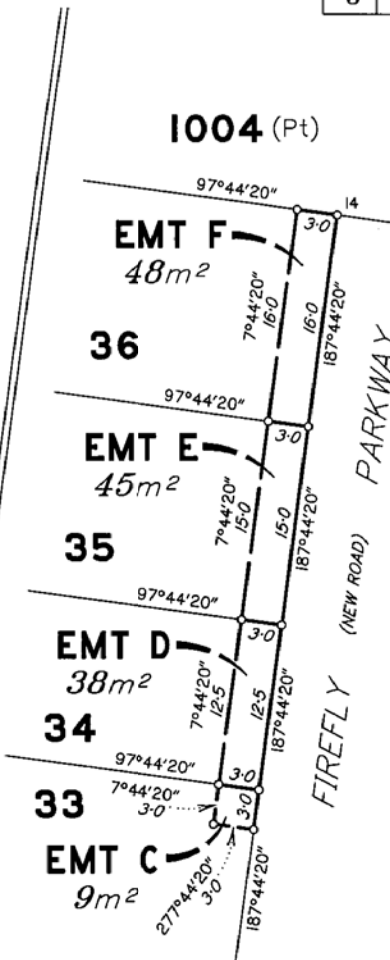 1004 (Pt)
97°44'20"
14
3·0
EMT F
48m²
7°44'20"
16·0
16·0
187°44'20"
36
PARKWAY
97°44'20"
3·0
EMT E
45m²
7°44'20"
15·0
15·0
187°44'20"
35
(NEW ROAD)
97°44'20"
3·0
EMT D
38m²
7°44'20"
12·5
12·5
187°44'20"
34
FIREFLY
97°44'20"
3·0
7°44'20"
3·0
3·0
33
EMT C
9m²
277°44'20"
3·0
187°44'20"